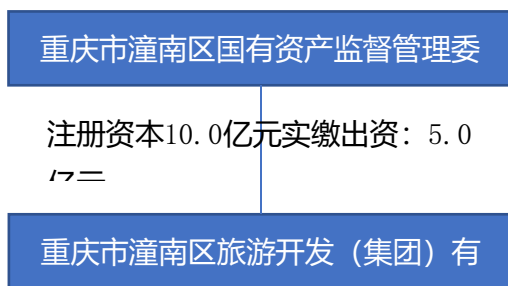 重庆市潼南区国有资产监督管理委
注册资本10.0亿元实缴出资：5.0
亿元
重庆市潼南区旅游开发（集团）有